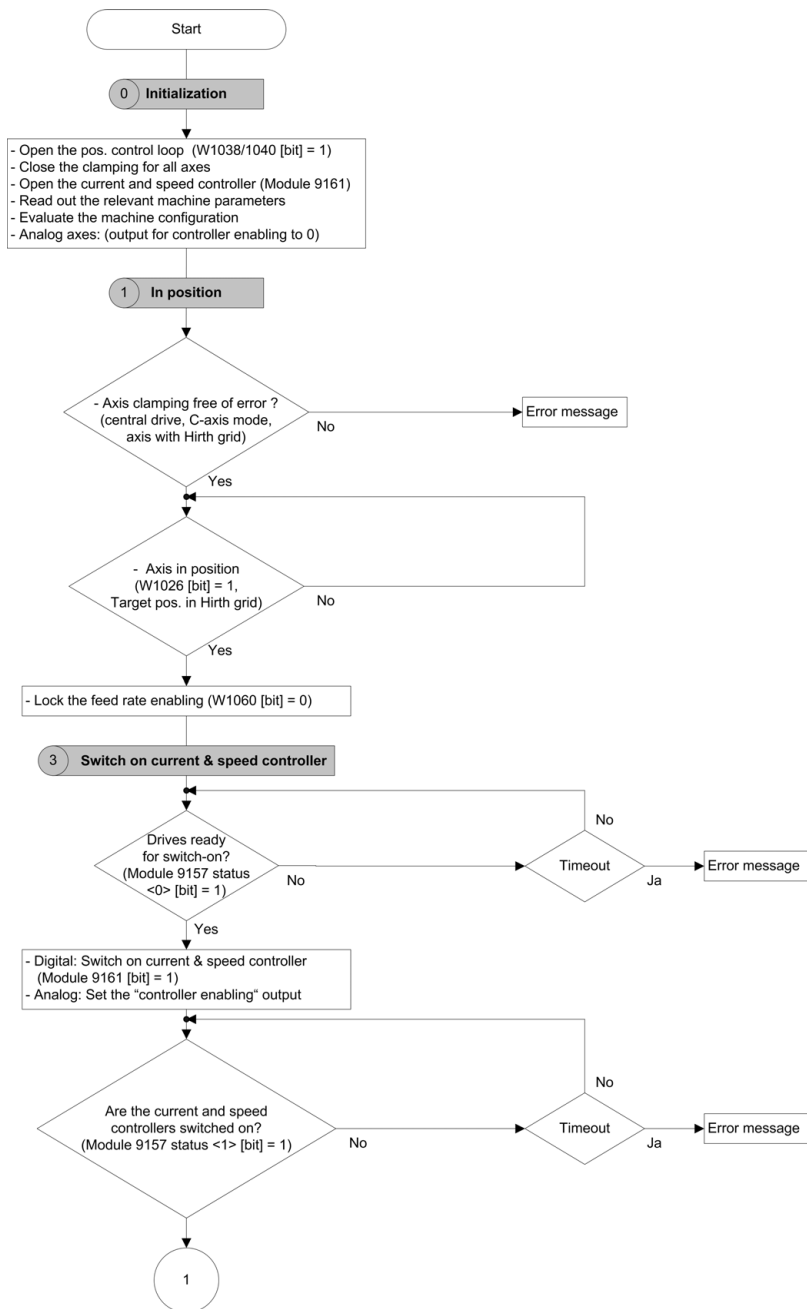 Start
0 Initialization
- Open the pos. control loop (W1038/1040 [bit] = 1)
- Close the clamping for all axes
- Open the current and speed controller (Module 9161)
- Read out the relevant machine parameters
- Evaluate the machine configuration
- Analog axes: (output for controller enabling to 0)
1 In position
- Axis clamping free of error ?
(central drive, C-axis mode,
axis with Hirth grid)
No
Error message
Yes
- Axis in position
(W1026 [bit] = 1,
Target pos. in Hirth grid)
No
Yes
- Lock the feed rate enabling (W1060 [bit] = 0)
3 Switch on current & speed controller
Drives ready
for switch-on?
(Module 9157 status
<0> [bit] = 1)
No
No
Timeout
Ja
Error message
Yes
- Digital: Switch on current & speed controller
(Module 9161 [bit] = 1)
- Analog: Set the “controller enabling“ output
Are the current and speed
controllers switched on?
(Module 9157 status <1> [bit] = 1)
No
No
Timeout
Ja
Error message
1